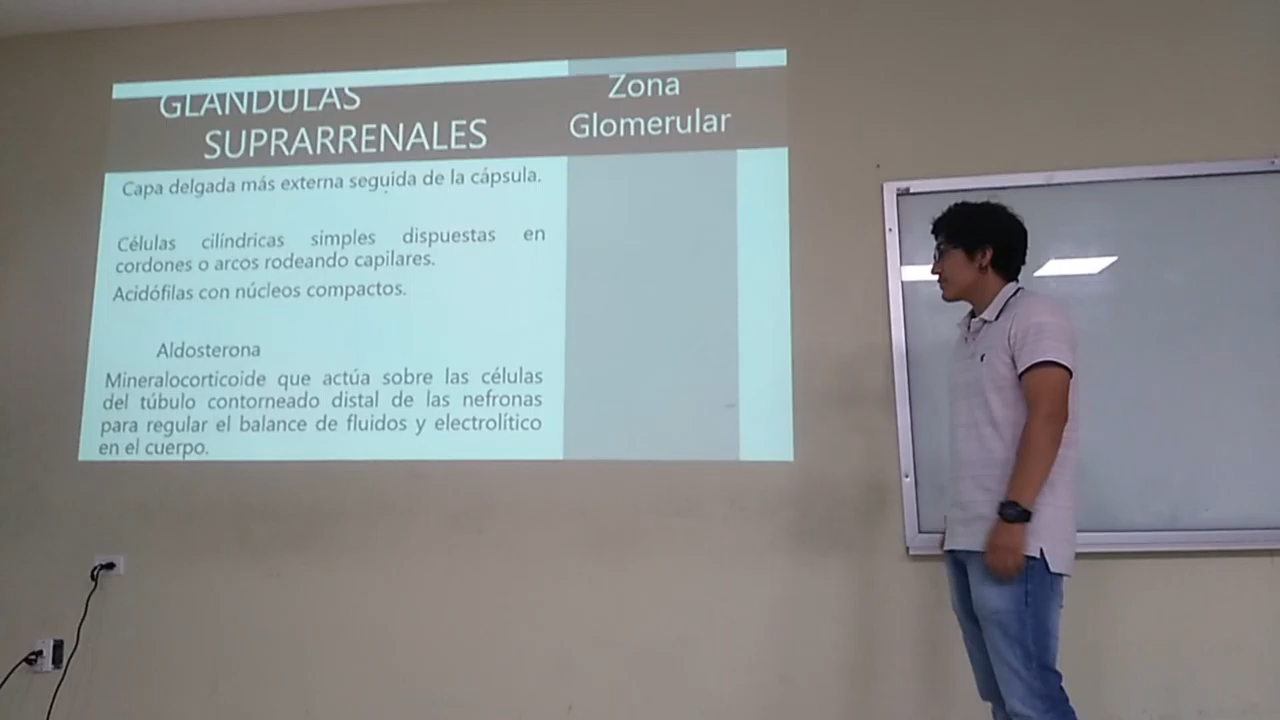 GLÁNDULAS
SUPRARRENALES
Zona
Glomerular
Capa delgada más externa seguida de la cápsula.
Células cilíndricas simples dispuestas en
cordones o arcos rodeando capilares.
Acidófilas con núcleos compactos.
Aldosterona
Mineralocorticoide que actúa sobre las células
del túbulo contorneado distal de las nefronas
para regular el balance de fluidos y electrolítico
en el cuerpo.